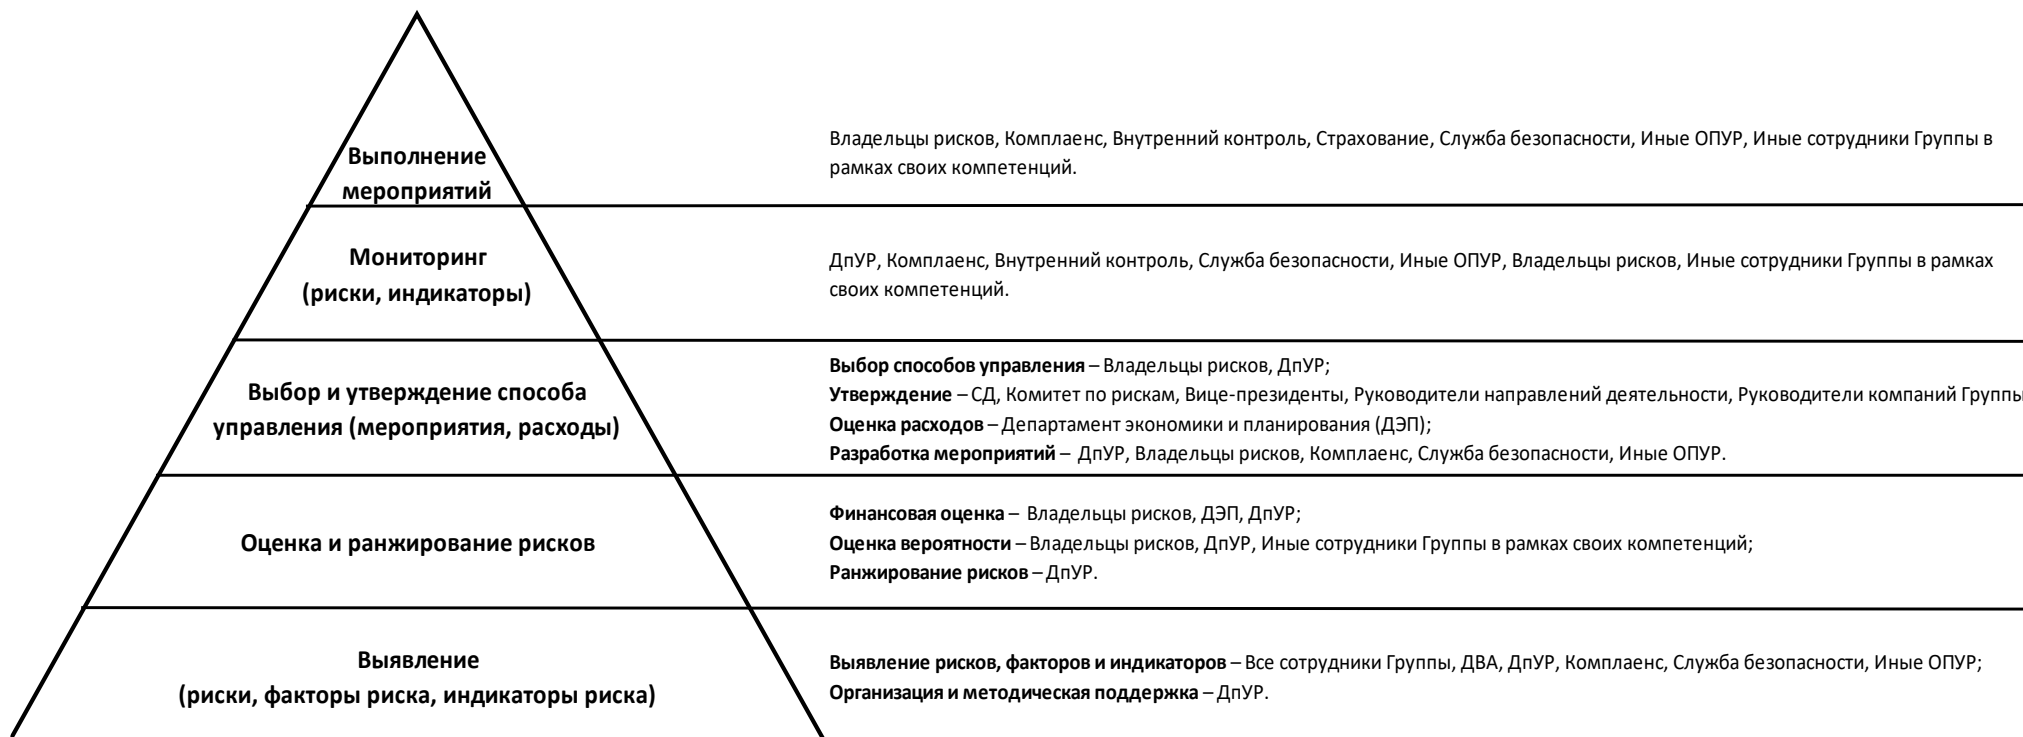 Выполнение
мероприятий
Владельцы рисков, Комплаенс, Внутренний контроль, Страхование, Служба безопасности, Иные ОПУР, Иные сотрудники Группы в
рамках своих компетенций.
Мониторинг
(риски, индикаторы)
ДпУР, Комплаенс, Внутренний контроль, Служба безопасности, Иные ОПУР, Владельцы рисков, Иные сотрудники Группы в рамках
своих компетенций.
Выбор и утверждение способа
управления (мероприятия, расходы)
Выбор способов управления – Владельцы рисков, ДпУР;
Утверждение – СД, Комитет по рискам, Вице-президенты, Руководители направлений деятельности, Руководители компаний Группы
Оценка расходов – Департамент экономики и планирования (ДЭП);
Разработка мероприятий – ДпУР, Владельцы рисков, Комплаенс, Служба безопасности, Иные ОПУР.
Оценка и ранжирование рисков
Финансовая оценка – Владельцы рисков, ДЭП, ДпУР;
Оценка вероятности – Владельцы рисков, ДпУР, Иные сотрудники Группы в рамках своих компетенций;
Ранжирование рисков – ДпУР.
Выявление
(риски, факторы риска, индикаторы риска)
Выявление рисков, факторов и индикаторов – Все сотрудники Группы, ДВА, ДпУР, Комплаенс, Служба безопасности, Иные ОПУР;
Организация и методическая поддержка – ДпУР.